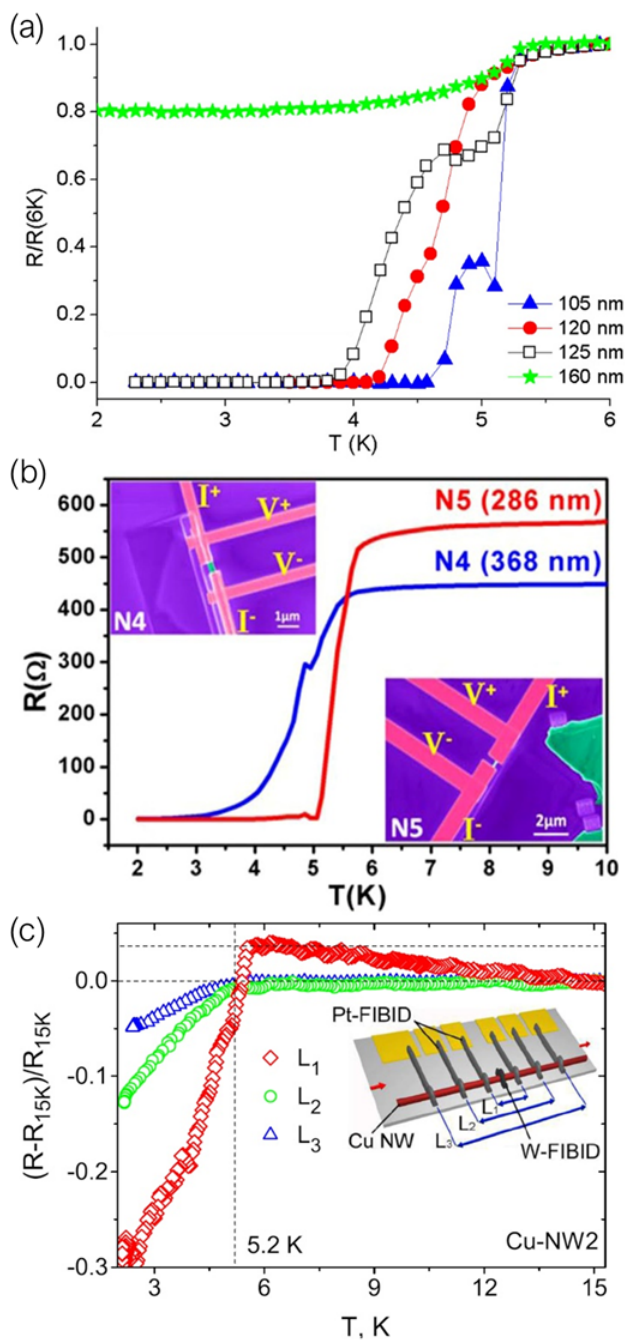 (a)
1.0
0.8
0.6
0.4
0.2
0.0
R/R(6K)
105 nm
120 nm
125 nm
160 nm
2 3 4 5 6
T (K)
(b)
600
500
400
300
200
100
0
R(Ω)
I+
V+
V-
I-
N4
1μm
N5 (286 nm)
N4 (368 nm)
V+
I+
V-
I-
N5
2μm
2 3 4 5 6 7 8 9 10
T(K)
(c)
0.0
-0.1
-0.2
-0.3
(R-R15K)/R15K
L1
L2
L3
Pt-FIBID
Cu NW
L3
L2
L1
W-FIBID
5.2 K
Cu-NW2
3 6 9 12 15
T, K